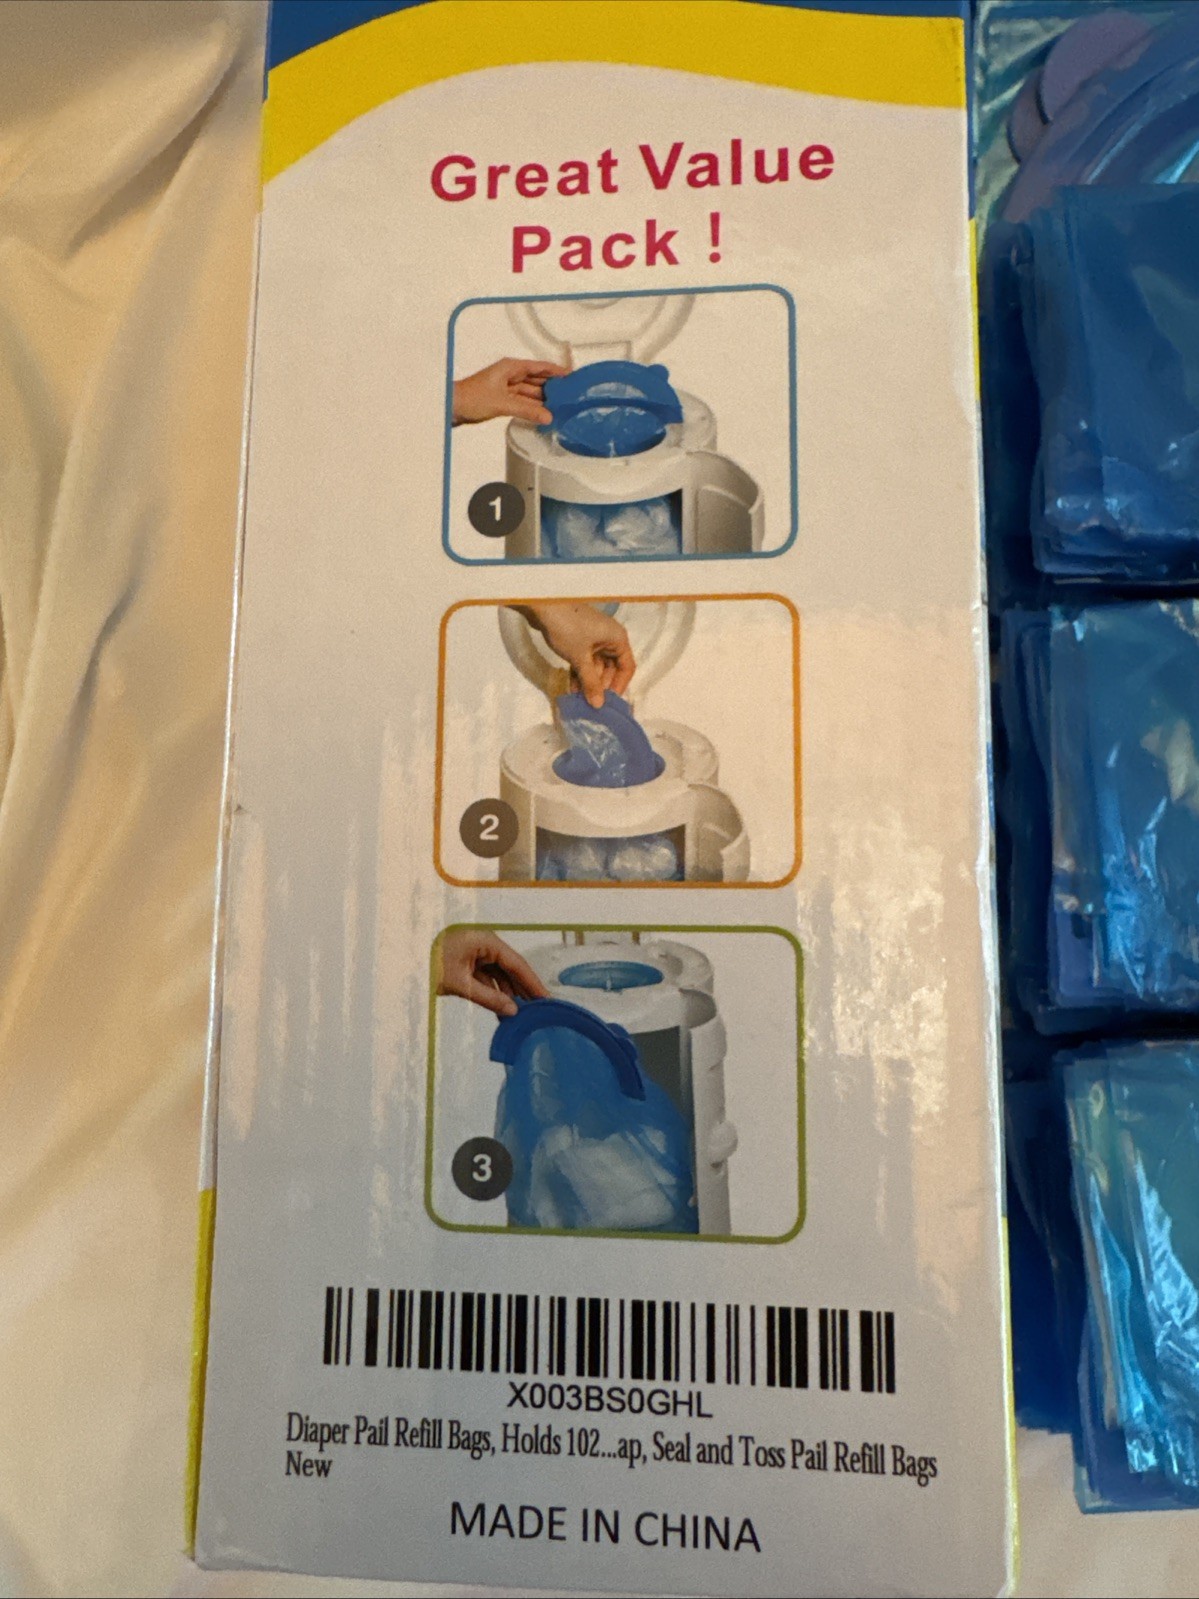 Great Value
Pack !
1
2
3
X003BS0GHL
Diaper Pail Refill Bags, Holds 102...ap, Seal and Toss Pail Refill Bags
New
MADE IN CHINA